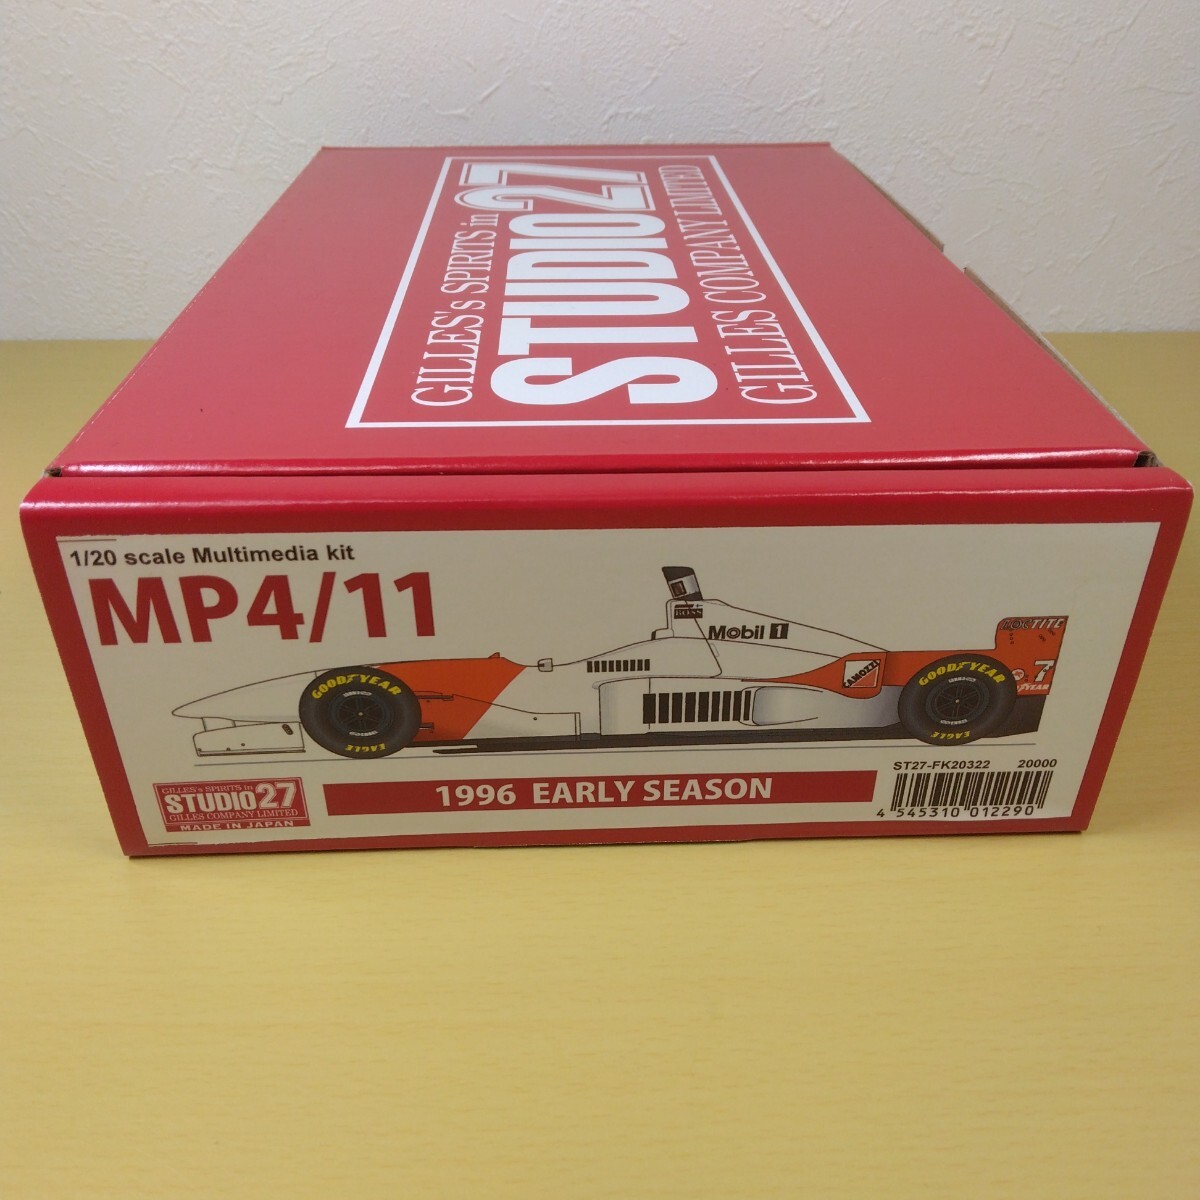 GILLES's SPIRITS in
STUDIO27
GILLES COMPANY LIMITED
1/20 scale Multimedia kit
MP4/11
BOSS
Mobil 1
LOCTITE
CAMOZZI
7
GOODYEAR
EAGLE
GOODYEAR
EAGLE
GOODYEAR
GILLES's SPIRITS in
STUDIO27
GILLES COMPANY LIMITED
MADE IN JAPAN
1996 EARLY SEASON
ST27-FK20322 20000
4 545310 012290